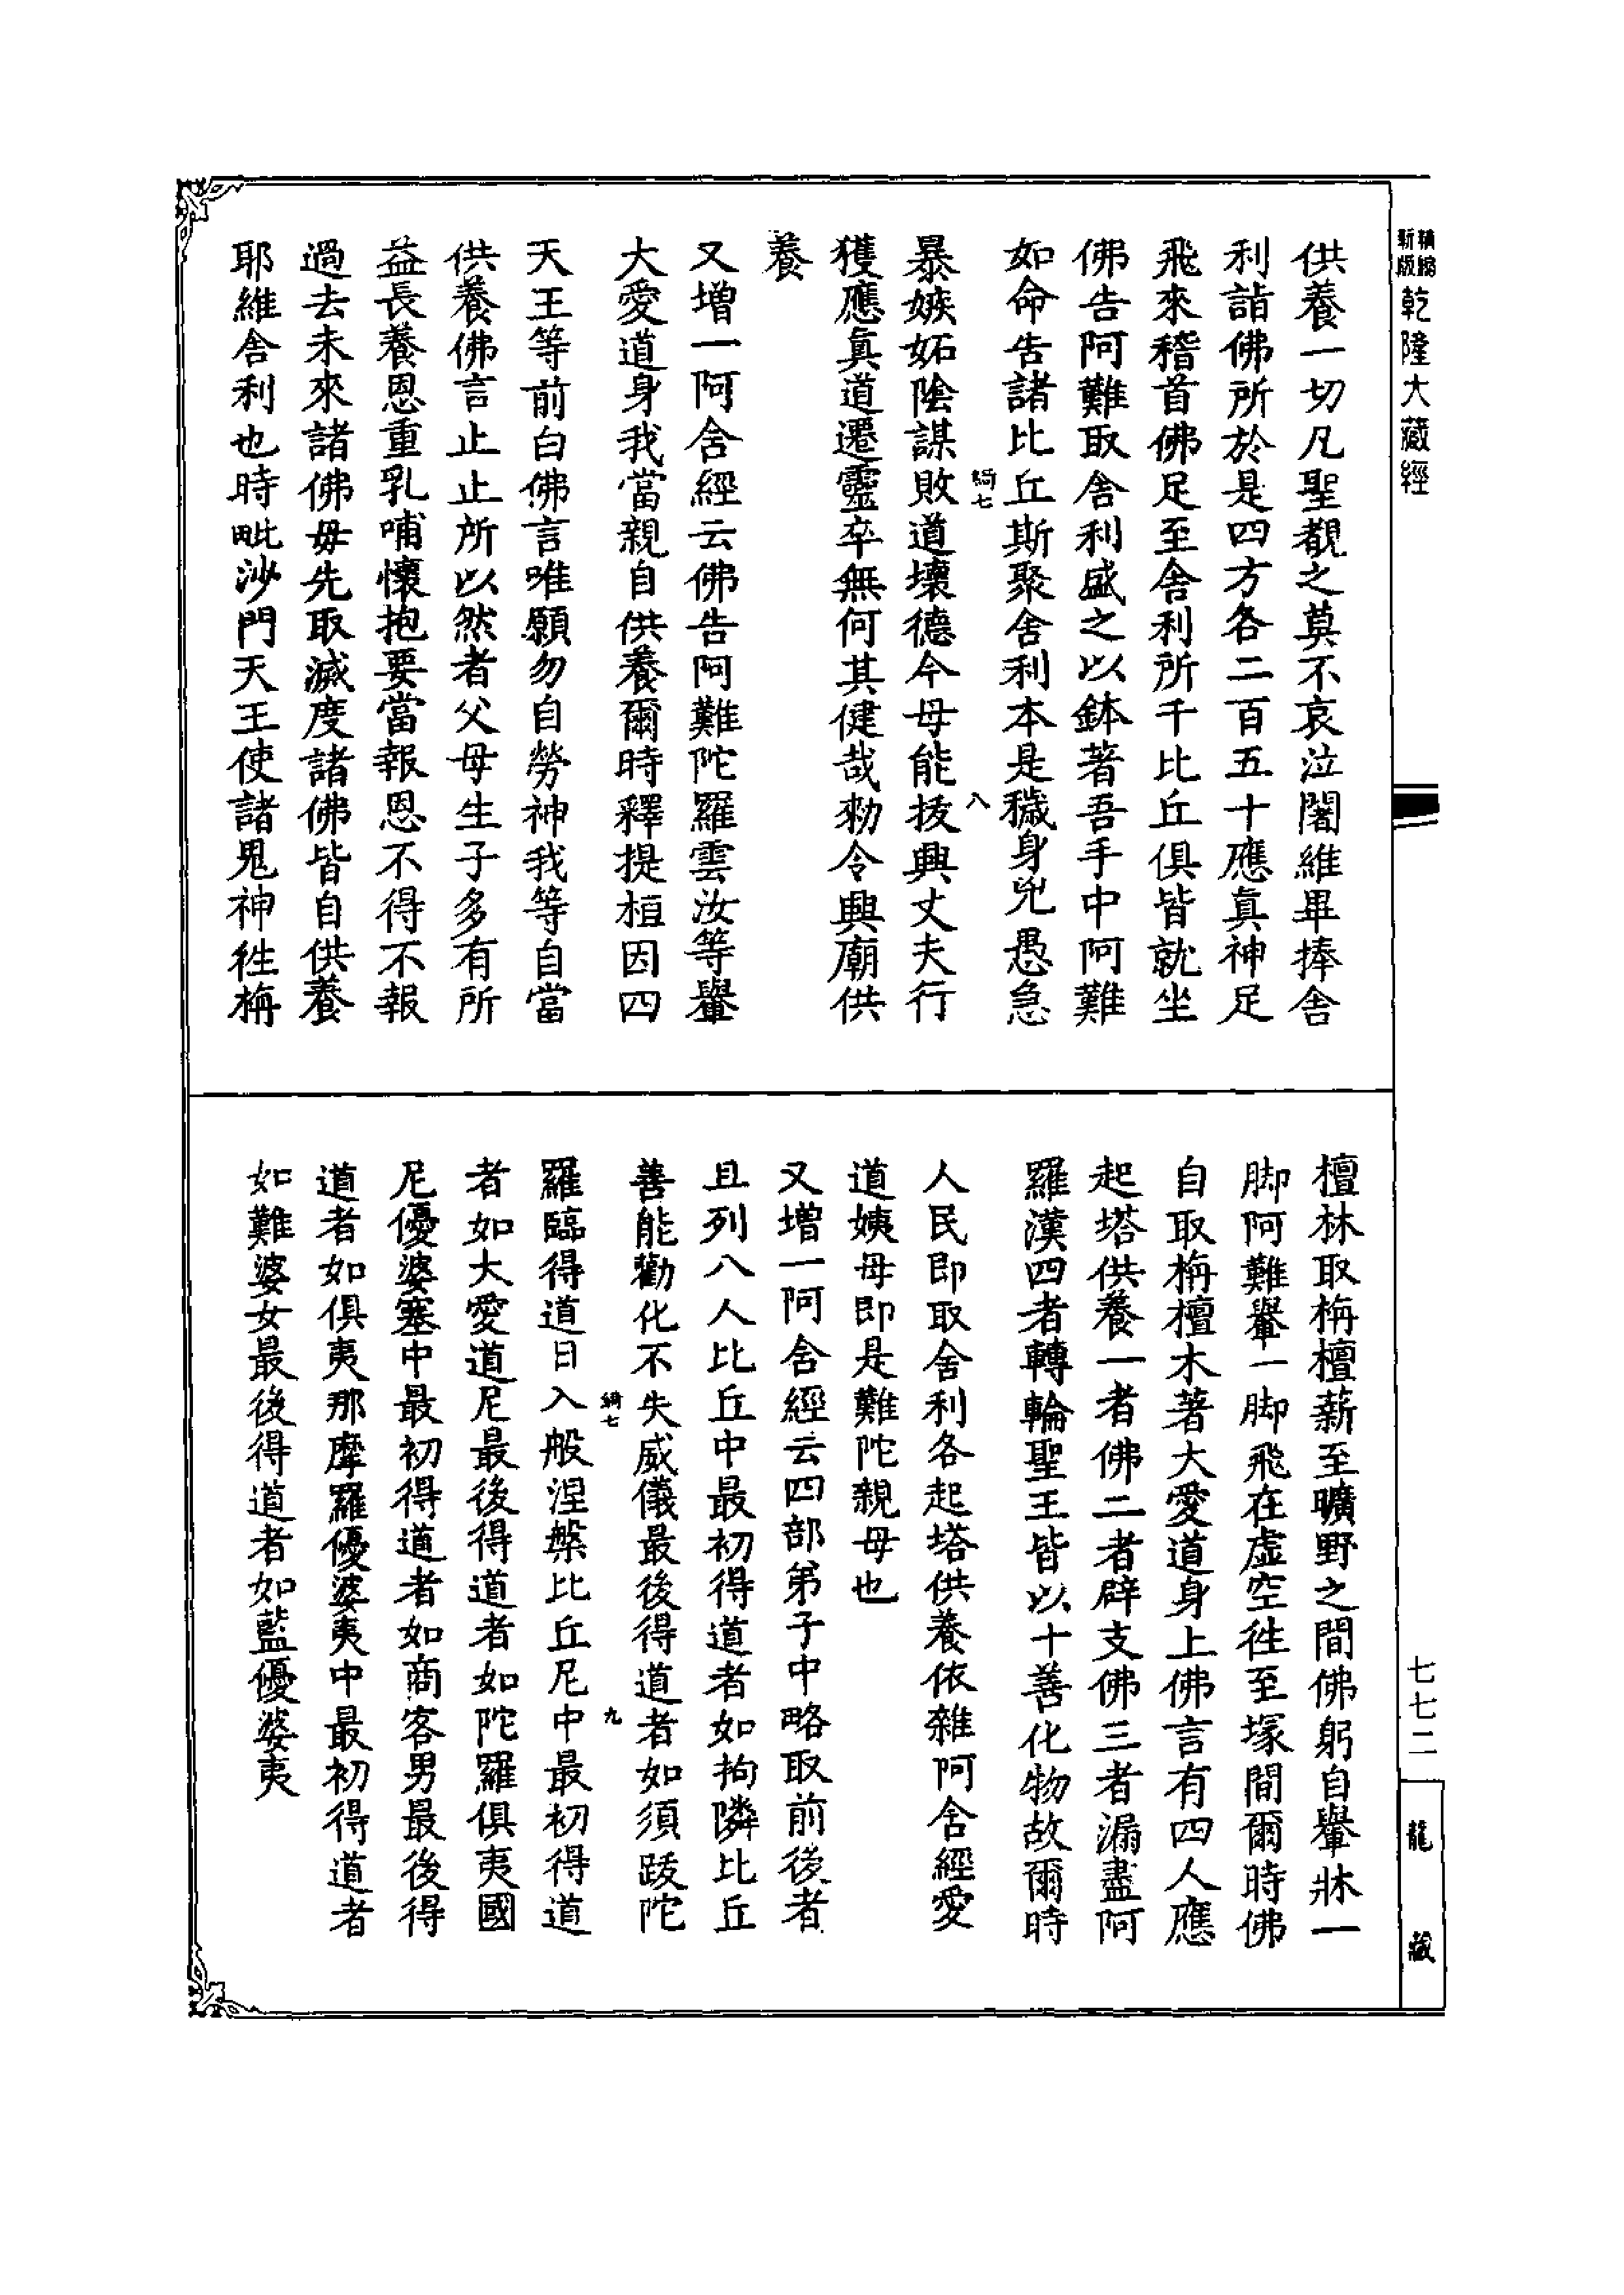 精縮新版乾隆大藏經
供養一切凡聖覩之莫不哀泣闍維畢捧舍
利詣佛所於是四方各二百五十應真神足
飛來稽首佛足至舍利所千比丘俱皆就坐
佛告阿難取舍利盛之以鉢著吾手中阿難
如命告諸比丘斯聚舍利本是穢身兇愚急
綺七 八
暴嫉妬陰謀敗道壞德今母能拔興丈夫行
獲應真道遷靈卒無何其健哉勑令興廟供
養
又增一阿含經云佛告阿難陀羅雲汝等轝
大愛道身我當親自供養爾時釋提桓因四
天王等前白佛言唯願勿自勞神我等自當
供養佛言止止所以然者父母生子多有所
益長養恩重乳哺懷抱要當報恩不得不報
過去未來諸佛母先取滅度諸佛皆自供養
耶維舍利也時毗沙門天王使諸鬼神徃栴
檀林取栴檀薪至曠野之間佛躬自轝牀一
脚阿難轝一脚飛在虛空徃至塚間爾時佛
自取栴檀木著大愛道身上佛言有四人應
起塔供養一者佛二者辟支佛三者漏盡阿
羅漢四者轉輪聖王皆以十善化物故爾時
人民即取舍利各起塔供養依雜阿含經愛
道姨母即是難陀親母也
又增一阿含經云四部弟子中略取前後者
且列八人比丘中最初得道者如拘隣比丘
善能勸化不失威儀最後得道者如須跋陀
綺七 九
羅臨得道日入般涅槃比丘尼中最初得道
者如大愛道尼最後得道者如陀羅俱夷國
尼優婆塞中最初得道者如商客男最後得
道者如俱夷那摩羅優婆夷中最初得道者
如難婆女最後得道者如藍優婆夷
七七二
龍藏